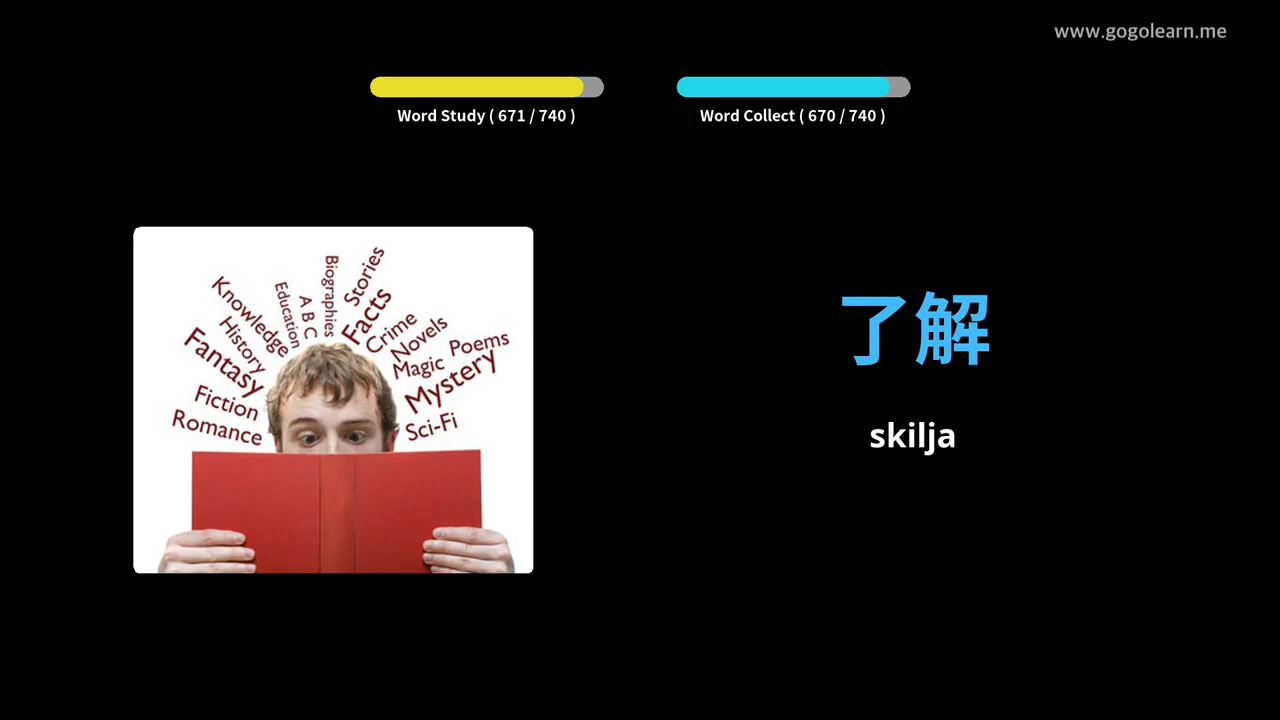 www.gogolearn.me
Word Study ( 671 / 740 )
Word Collect ( 670 / 740 )
Romance
Fiction
Fantasy
History
Knowledge
Education
A B C
Biographies
Stories
Facts
Crime
Novels
Magic
Poems
Mystery
Sci-Fi
了解
skilja